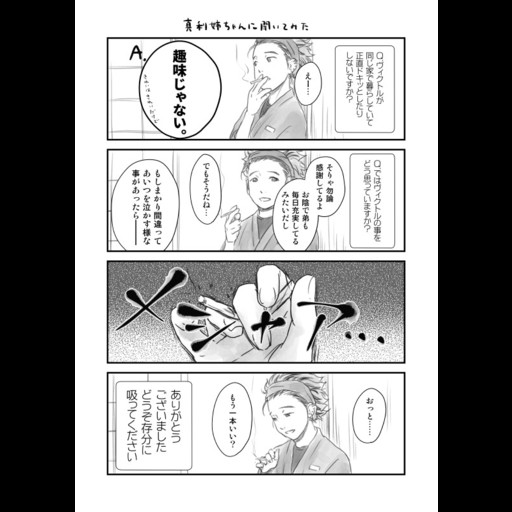 真利姉ちゃんに聞いてみた
Qヴィクトルが
同じ家で暮らしていて
正直ドキッとしたり
しないですか?
えー…
A.
趣味じゃない。
Qではヴィクトルの事を
どう思っていますか?
そりゃ勿論
感謝してるよ
お陰で弟も
毎日充実してる
みたいだし
でもそうだね…
もしまかり間違って
あいつを泣かす様な
事があったら──
メシャア…
おっと……
もう一本いい?
ありがとう
ございました
どうぞ存分に
吸ってください